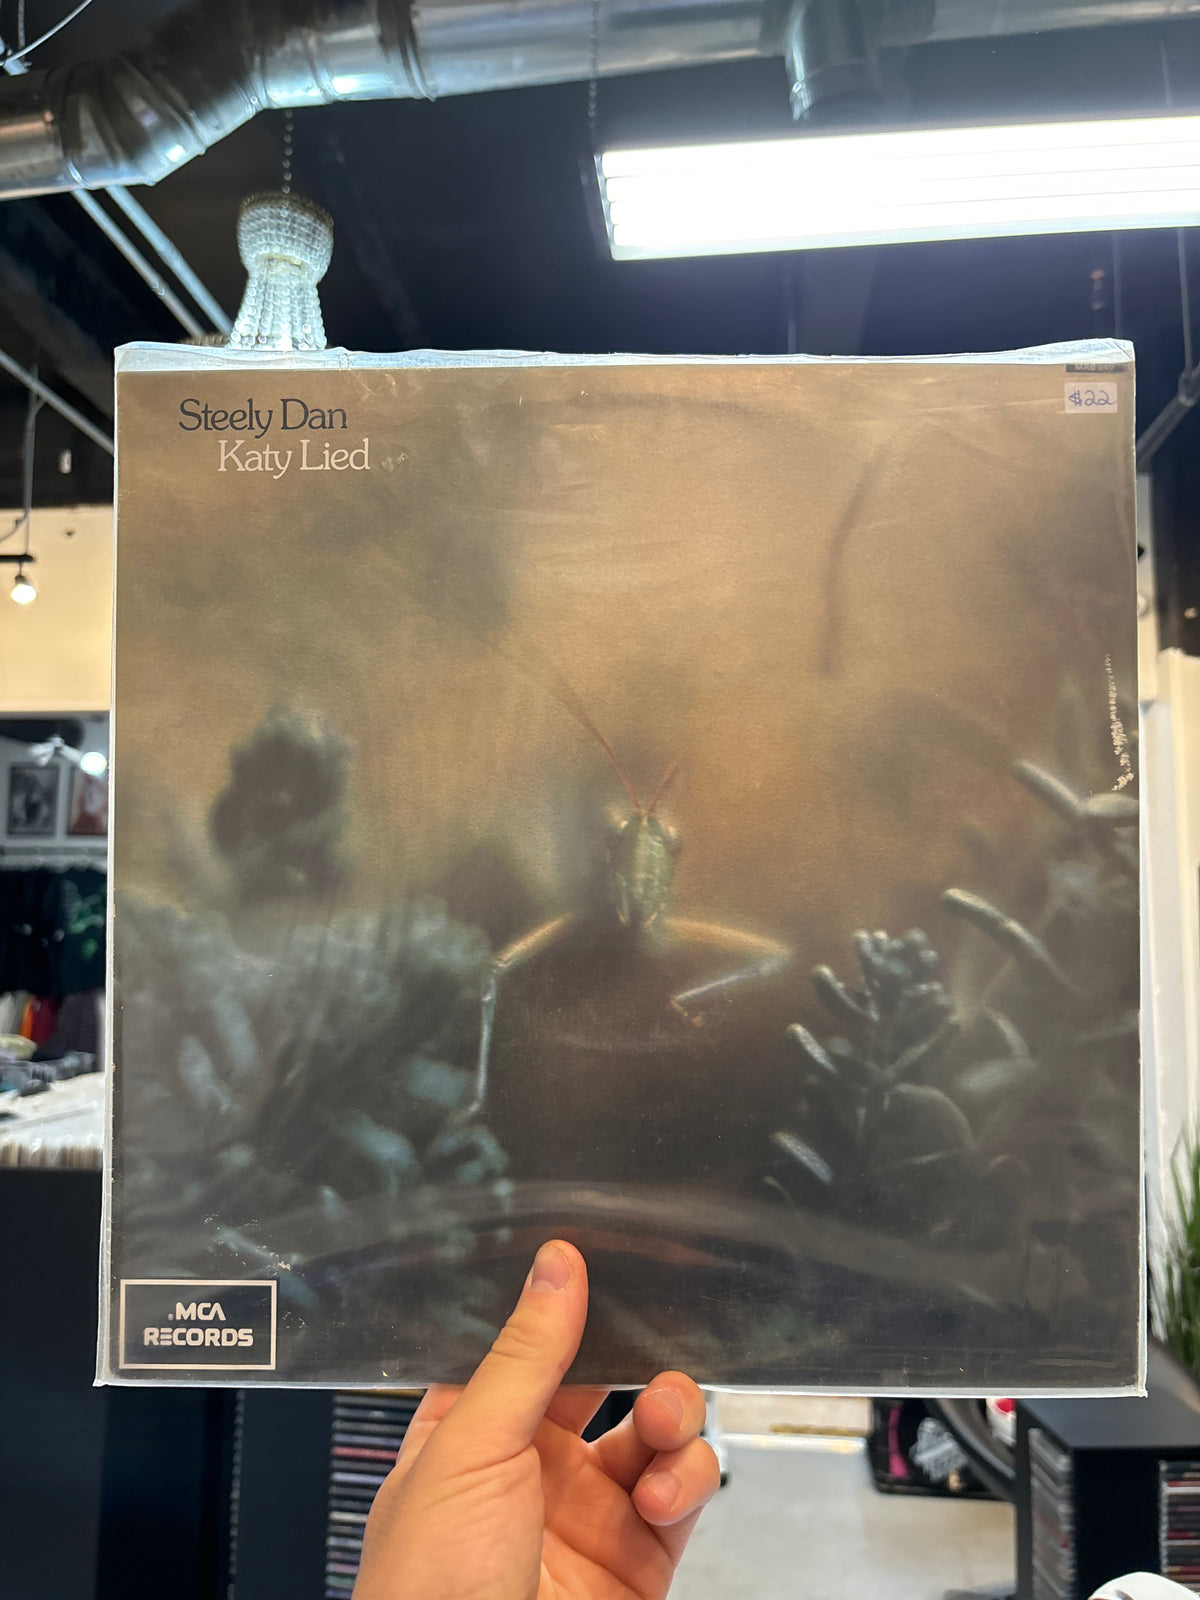 Steely Dan
Katy Lied
$22
MCA
RECORDS